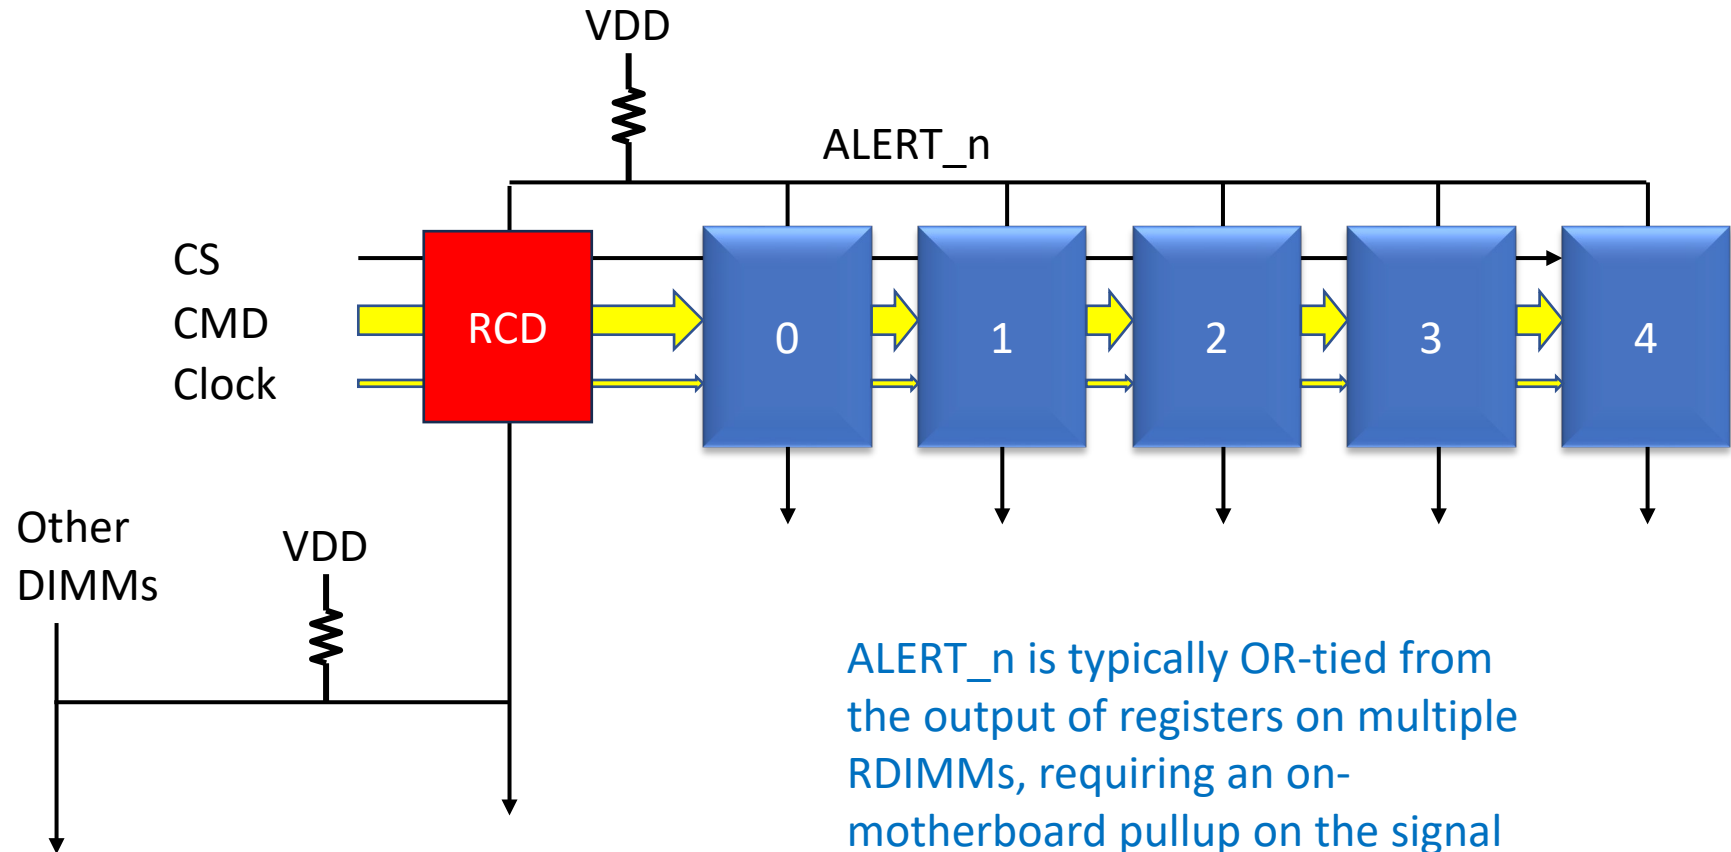 VDD
ALERT_n
CS
CMD
Clock
RCD
0
1
2
3
4
Other
DIMMs
VDD
ALERT_n is typically OR-tied from
the output of registers on multiple
RDIMMs, requiring an on-
motherboard pullup on the signal